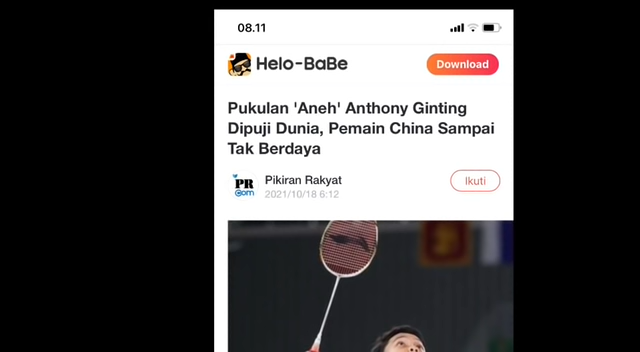 08.11
Helo-BaBe
Download
Pukulan 'Aneh' Anthony Ginting
Dipuji Dunia, Pemain China Sampai
Tak Berdaya
PR
com
Pikiran Rakyat
2021/10/18 6:12
Ikuti